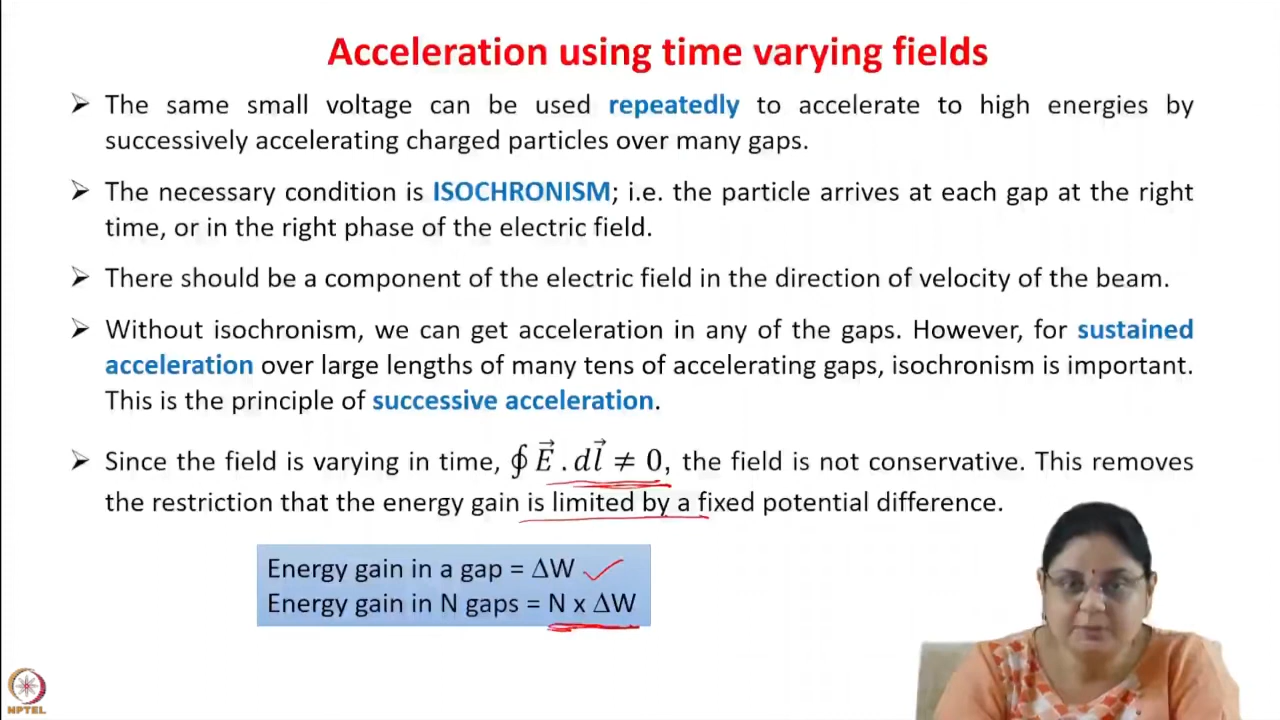 Acceleration using time varying fields
➢ The same small voltage can be used repeatedly to accelerate to high energies by
successively accelerating charged particles over many gaps.
➢ The necessary condition is ISOCHRONISM; i.e. the particle arrives at each gap at the right
time, or in the right phase of the electric field.
➢ There should be a component of the electric field in the direction of velocity of the beam.
➢ Without isochronism, we can get acceleration in any of the gaps. However, for sustained
acceleration over large lengths of many tens of accelerating gaps, isochronism is important.
This is the principle of successive acceleration.
➢ Since the field is varying in time, ∮ E⃗ . dl⃗ ≠ 0, the field is not conservative. This removes
the restriction that the energy gain is limited by a fixed potential difference.
Energy gain in a gap = ΔW
Energy gain in N gaps = N x ΔW
NPTEL